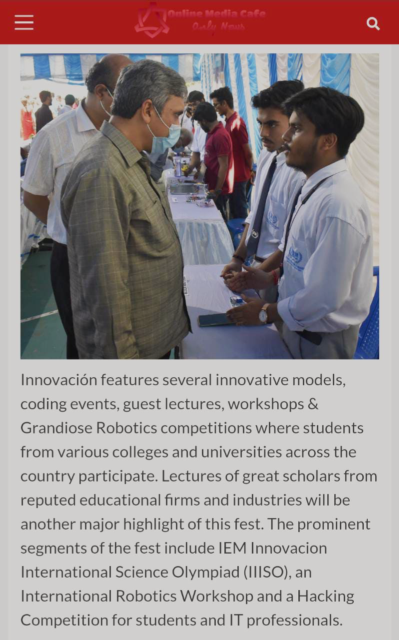 Online Media Cafe
Daily News
Innovación features several innovative models,
coding events, guest lectures, workshops &
Grandiose Robotics competitions where students
from various colleges and universities across the
country participate. Lectures of great scholars from
reputed educational firms and industries will be
another major highlight of this fest. The prominent
segments of the fest include IEM Innovacion
International Science Olympiad (IIISO), an
International Robotics Workshop and a Hacking
Competition for students and IT professionals.